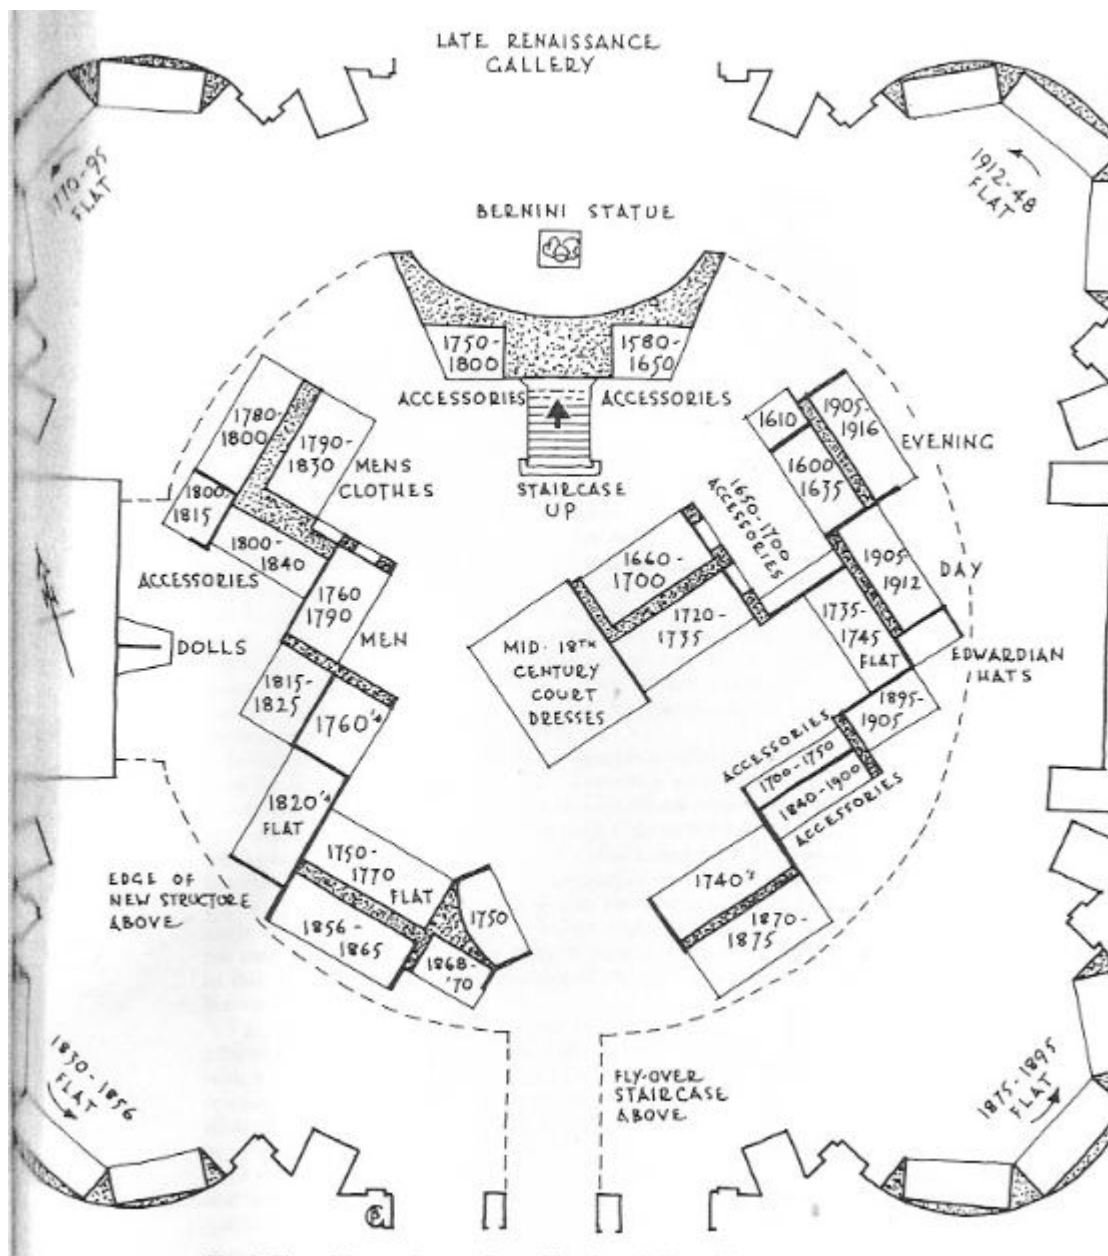 LATE RENAISSANCE
GALLERY
1770-95
FLAT
1912-48
FLAT
BERNINI STATUE
1750-
1800
1580-
1650
ACCESSORIES
ACCESSORIES
STAIRCASE
UP
1780-
1800
1790-
1830
MENS
CLOTHES
1800-
1815
1800-
1840
ACCESSORIES
1760
1790
MEN
DOLLS
1815-
1825
1760's
1820's
FLAT
1750-
1770
FLAT
1750
1856-
1865
1868-
'70
EDGE OF
NEW STRUCTURE
ABOVE
1610
1905-
1916
EVENING
1600
1635
1650-1700
ACCESSORIES
1660-
1700
1720-
1735
MID-18TH
CENTURY
COURT
DRESSES
1905-
1912
DAY
1735-
1745
FLAT
EDWARDIAN
HATS
1895-
1905
ACCESSORIES
1700-1750
1840-1900
ACCESSORIES
1740's
1870-
1875
1830-1856
FLAT
FLY-OVER
STAIRCASE
ABOVE
1875-1895
FLAT